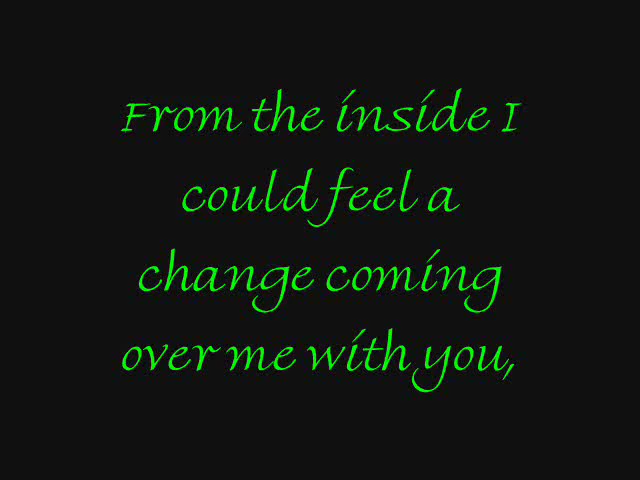 From the inside I
could feel a
change coming
over me with you,